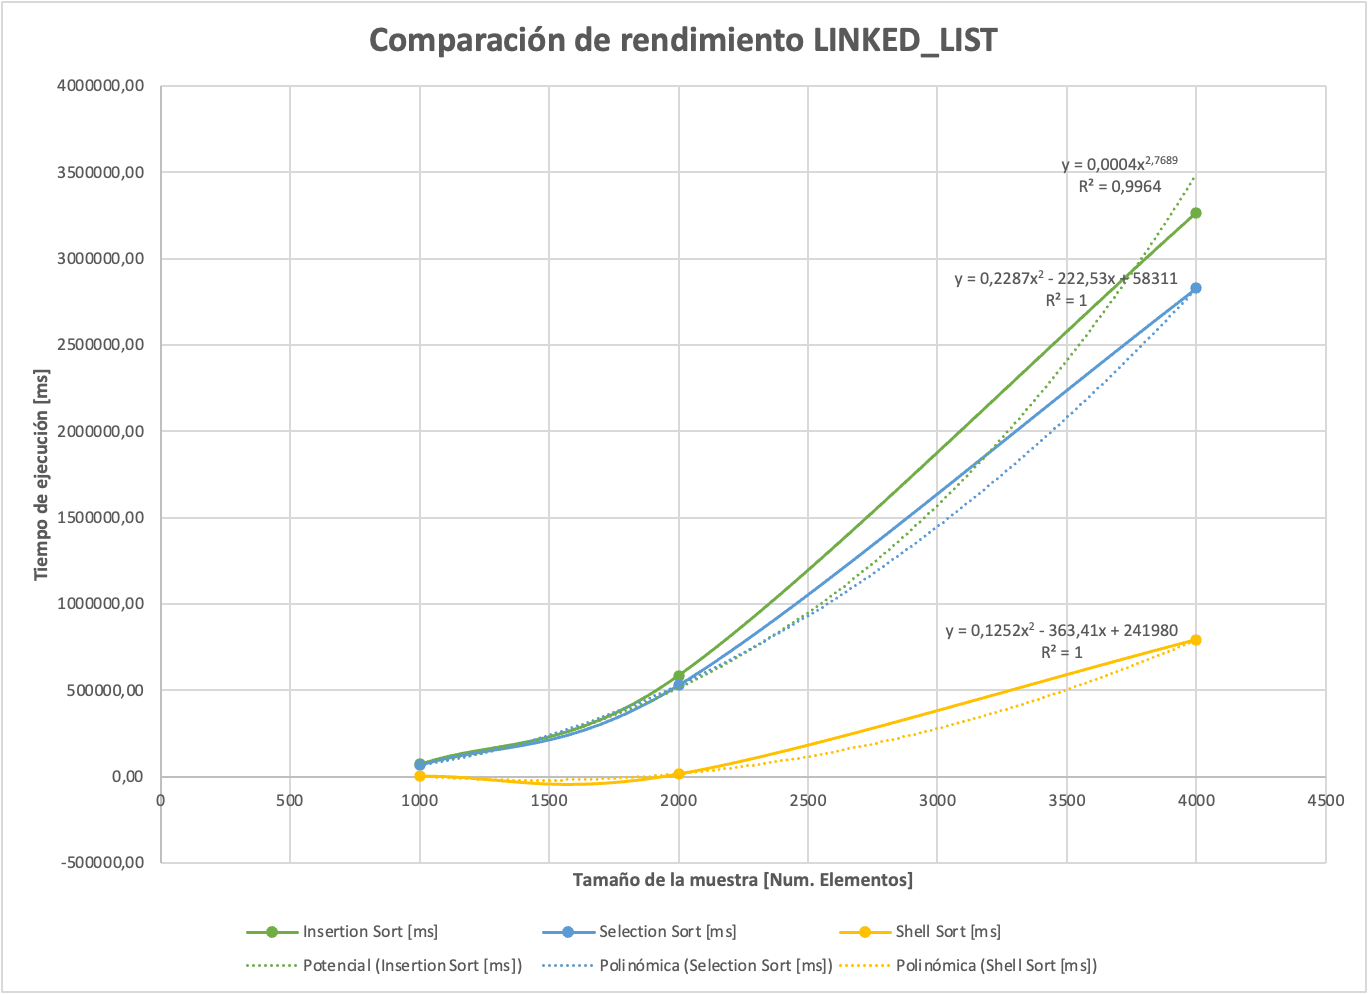 Comparación de rendimiento LINKED_LIST
4000000,00
3500000,00
3000000,00
2500000,00
2000000,00
1500000,00
1000000,00
500000,00
0,00
-500000,00
Tiempo de ejecución [ms]
y = 0,0004x^2,7689
R² = 0,9964
y = 0,2287x² - 222,53x + 58311
R² = 1
y = 0,1252x² - 363,41x + 241980
R² = 1
0 500 1000 1500 2000 2500 3000 3500 4000 4500
Tamaño de la muestra [Num. Elementos]
Insertion Sort [ms] Selection Sort [ms] Shell Sort [ms]
Potencial (Insertion Sort [ms]) Polinómica (Selection Sort [ms]) Polinómica (Shell Sort [ms])